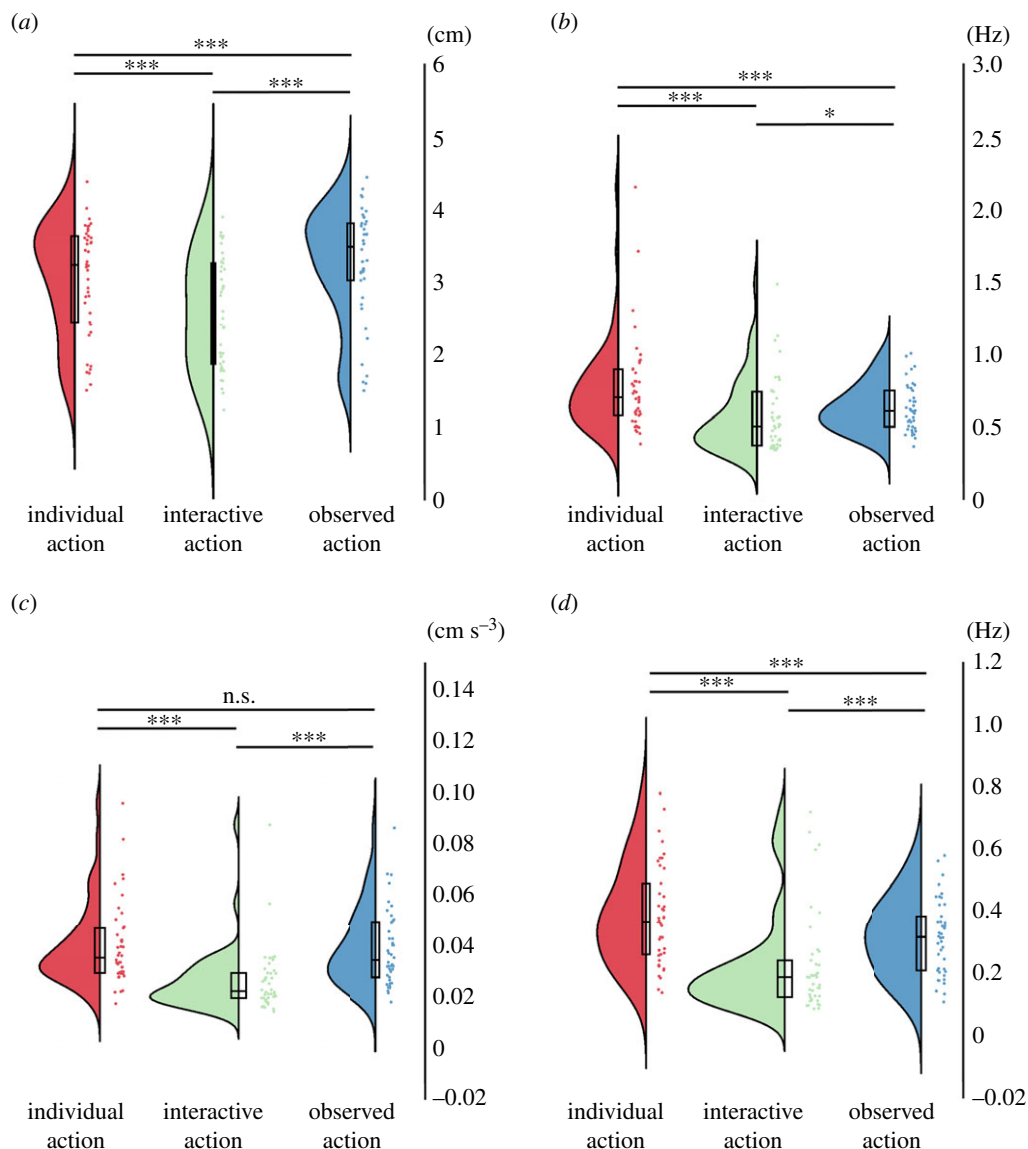 (a)
(cm)
***
***
***
6
5
4
3
2
1
0
individual action
interactive action
observed action
(b)
(Hz)
***
***
*
3.0
2.5
2.0
1.5
1.0
0.5
0
individual action
interactive action
observed action
(c)
(cm s⁻³)
n.s.
***
***
0.14
0.12
0.10
0.08
0.06
0.04
0.02
0
–0.02
individual action
interactive action
observed action
(d)
(Hz)
***
***
***
1.2
1.0
0.8
0.6
0.4
0.2
0
–0.02
individual action
interactive action
observed action